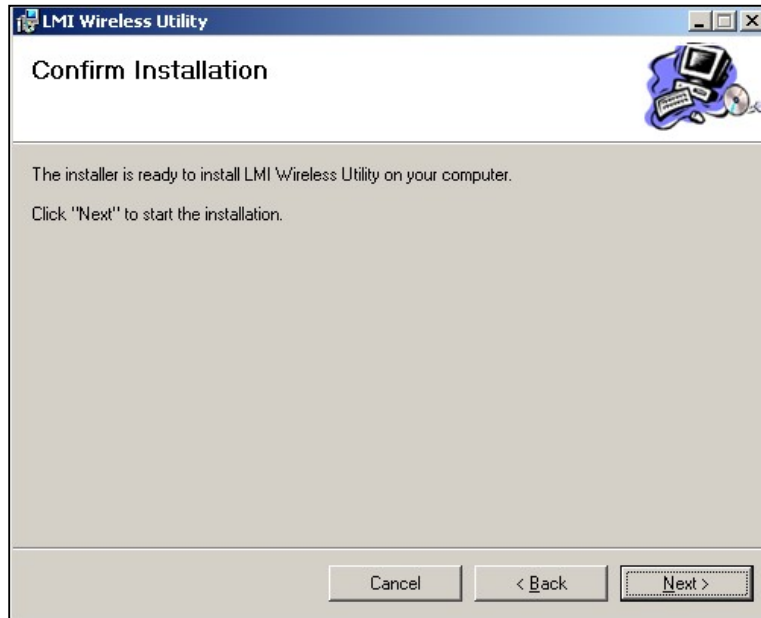 LMI Wireless Utility
Confirm Installation
The installer is ready to install LMI Wireless Utility on your computer.
Click "Next" to start the installation.
Cancel
< Back
Next >